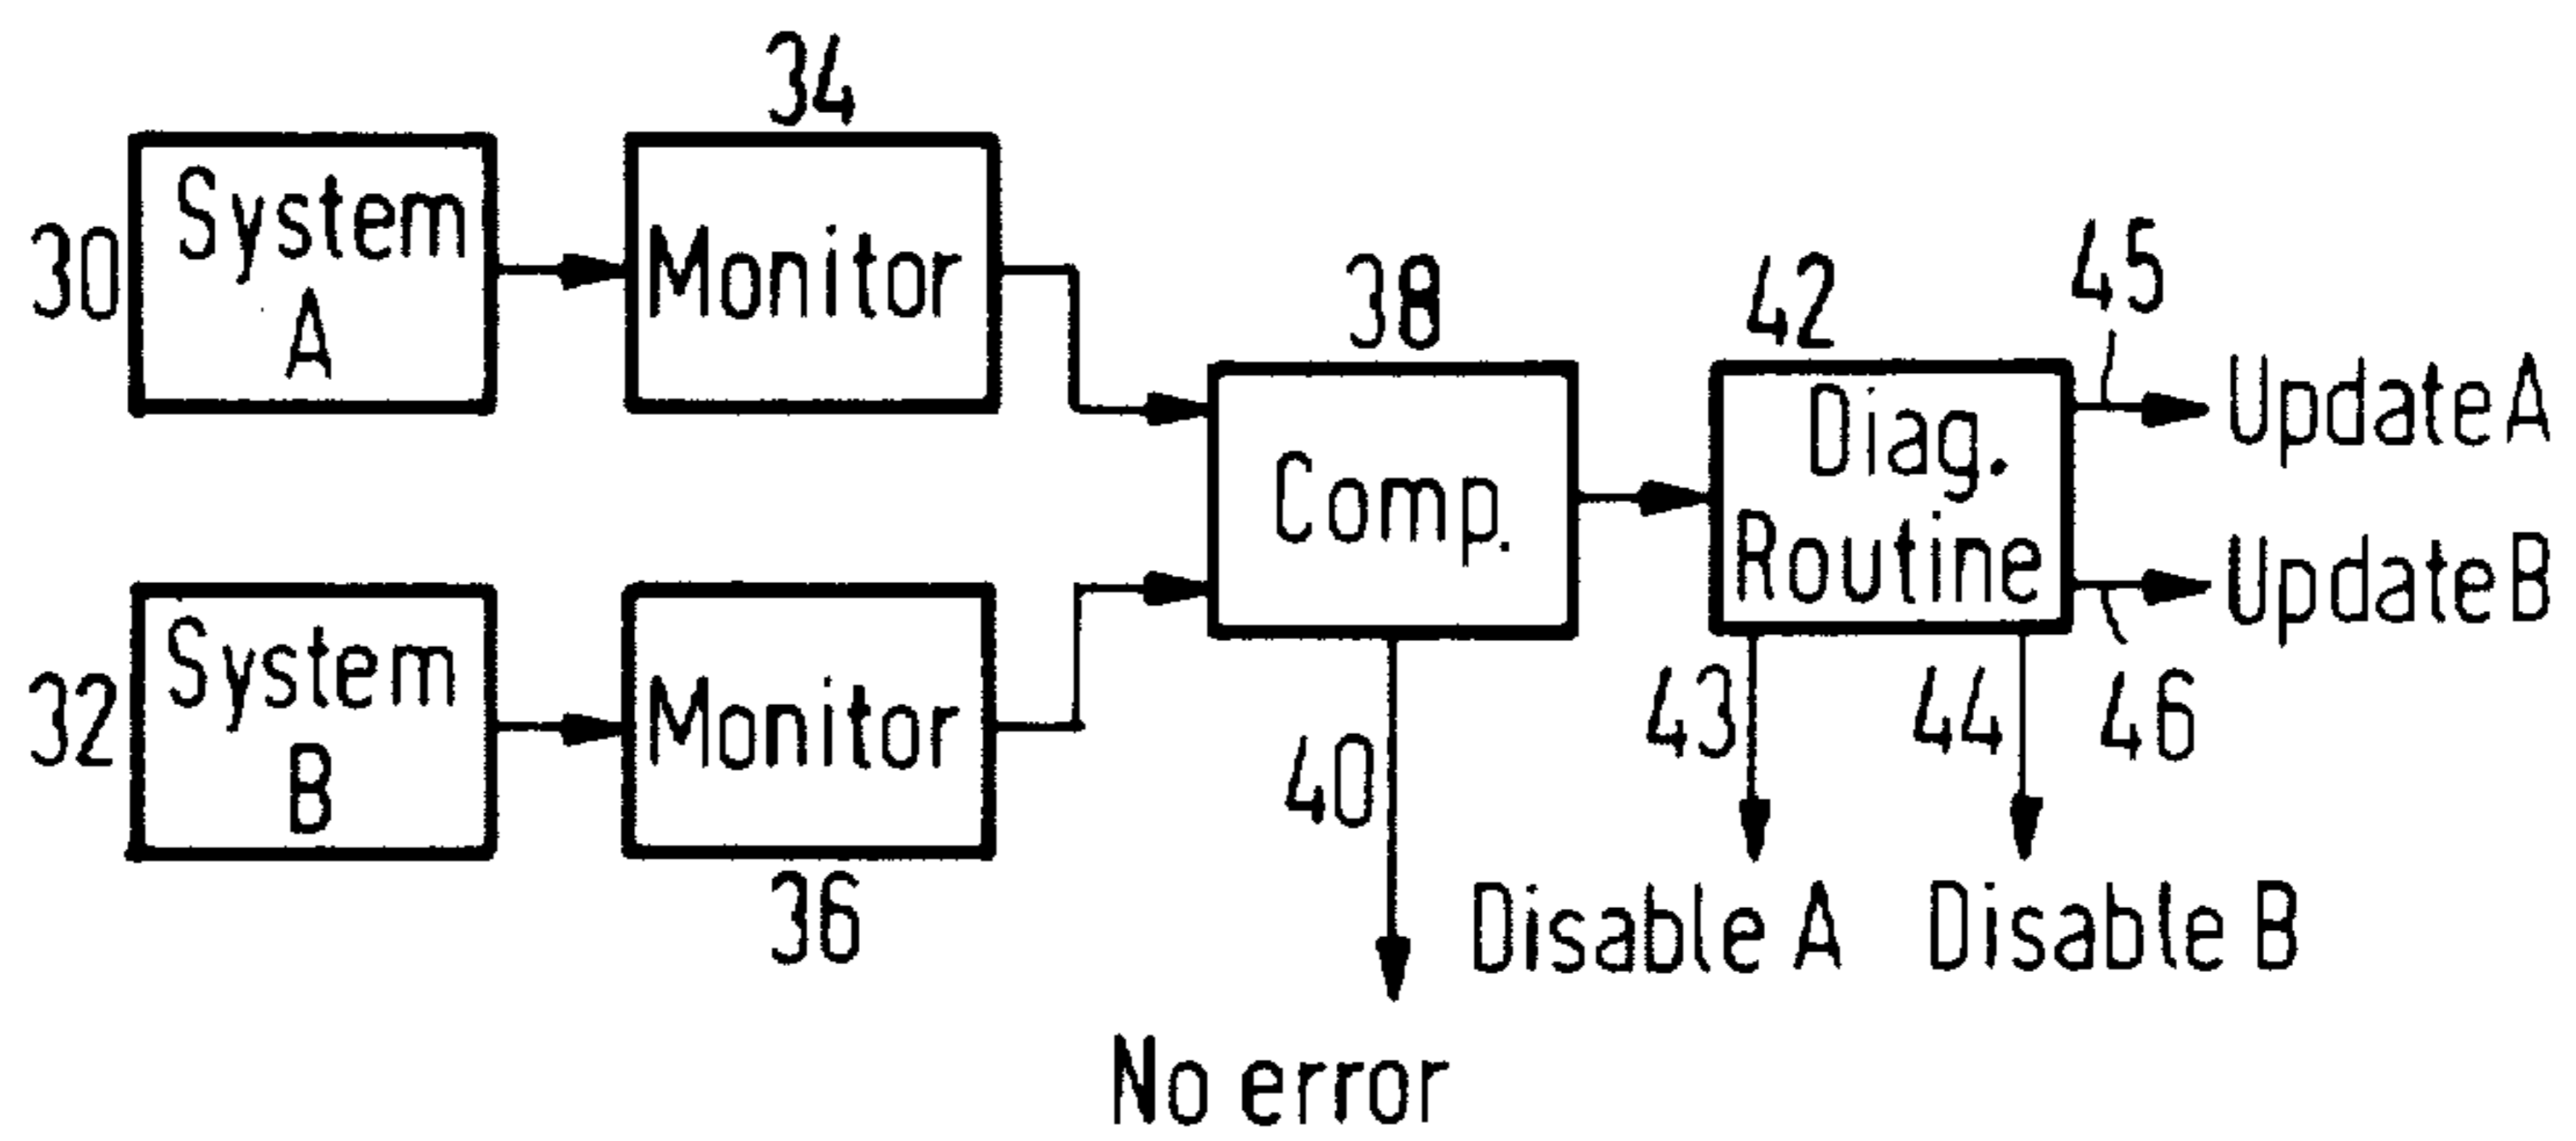 34
30
System
A
Monitor
38
42
45
Comp.
Diag.
Routine
Update A
Update B
32
System
B
Monitor
36
40
43
44
46
Disable A
Disable B
No error